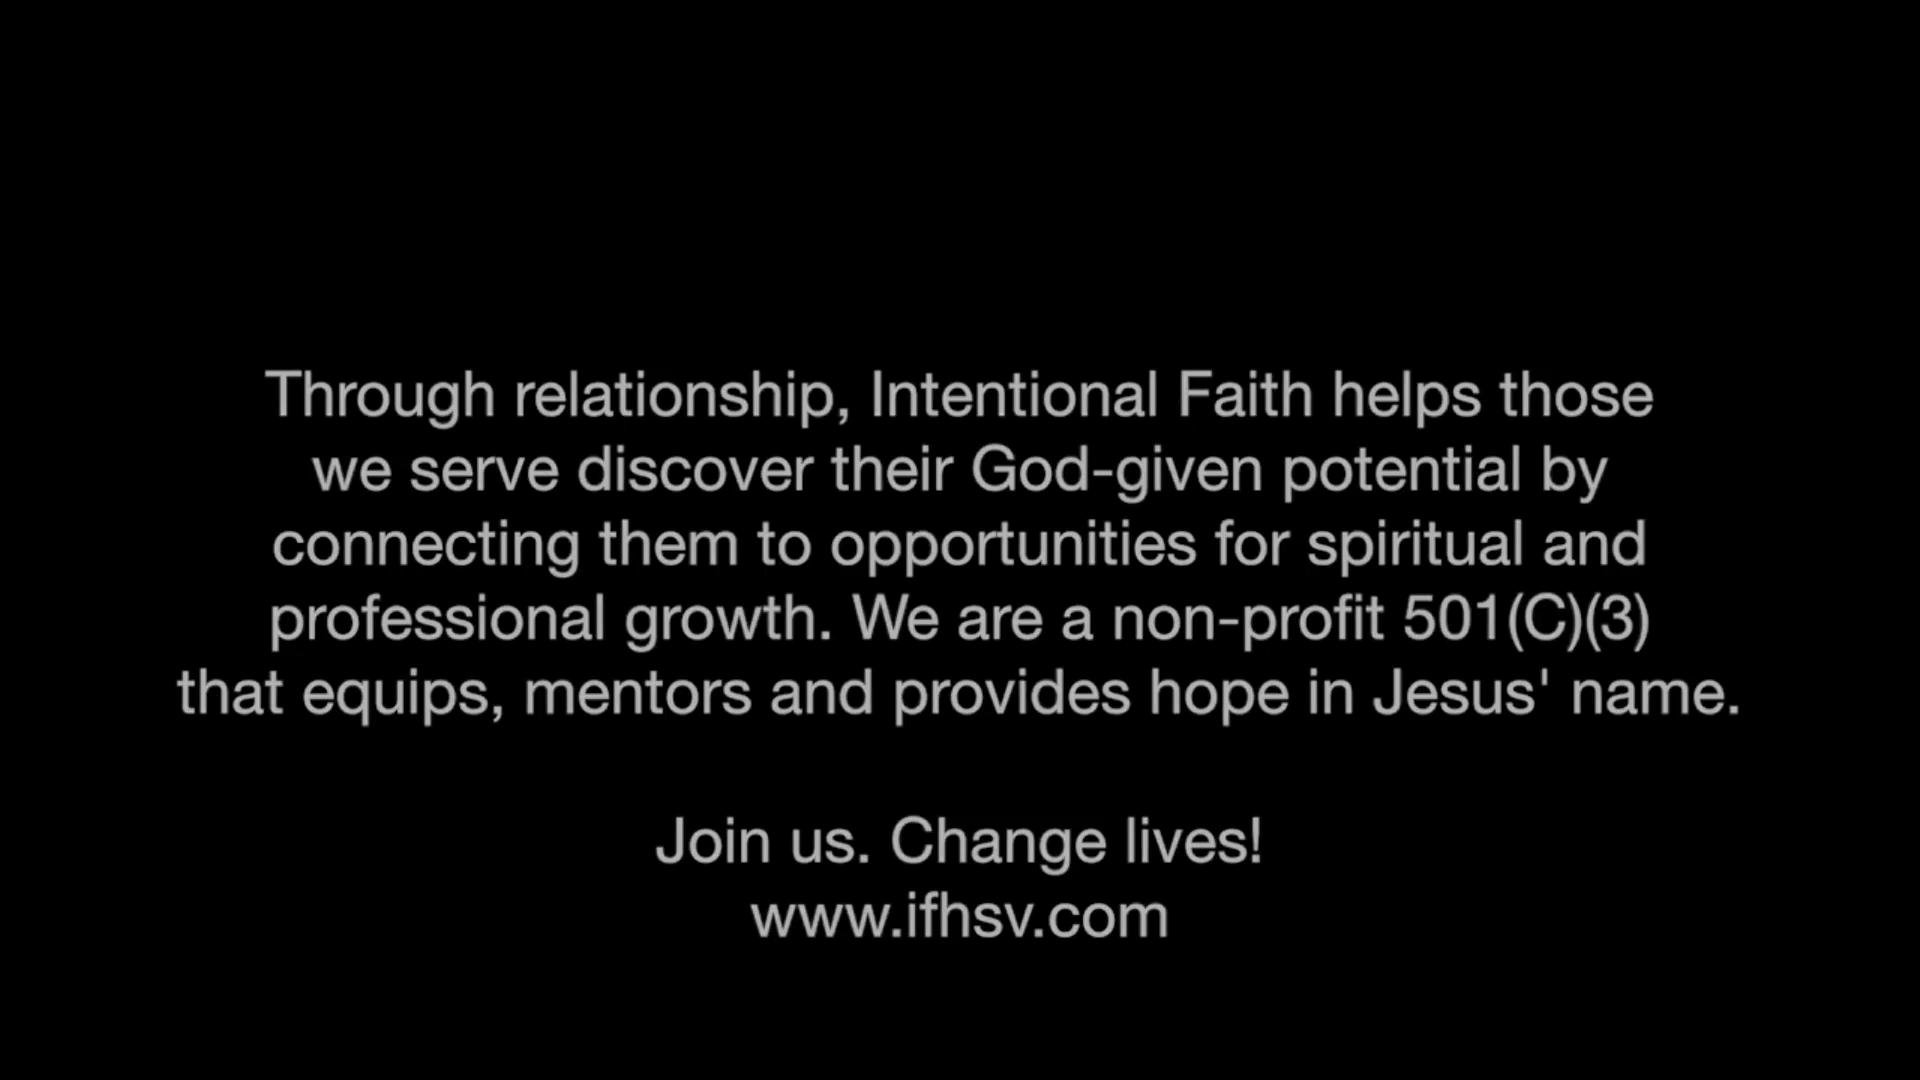 Through relationship, Intentional Faith helps those
we serve discover their God-given potential by
connecting them to opportunities for spiritual and
professional growth. We are a non-profit 501(C)(3)
that equips, mentors and provides hope in Jesus' name.
Join us. Change lives!
www.ifhsv.com